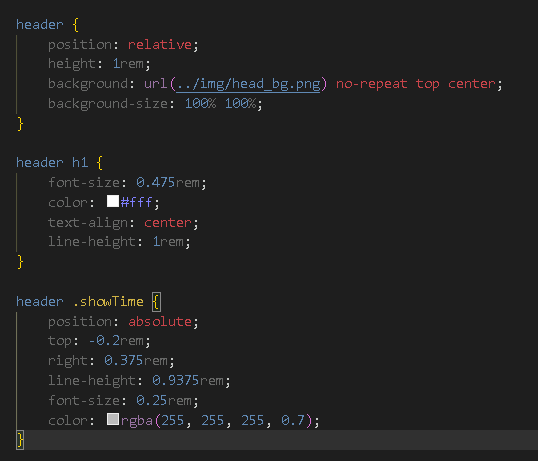 header {
position: relative;
height: 1rem;
background: url(../img/head_bg.png) no-repeat top center;
background-size: 100% 100%;
}
header h1 {
font-size: 0.475rem;
color: #fff;
text-align: center;
line-height: 1rem;
}
header .showTime {
position: absolute;
top: -0.2rem;
right: 0.375rem;
line-height: 0.9375rem;
font-size: 0.25rem;
color: rgba(255, 255, 255, 0.7);
}